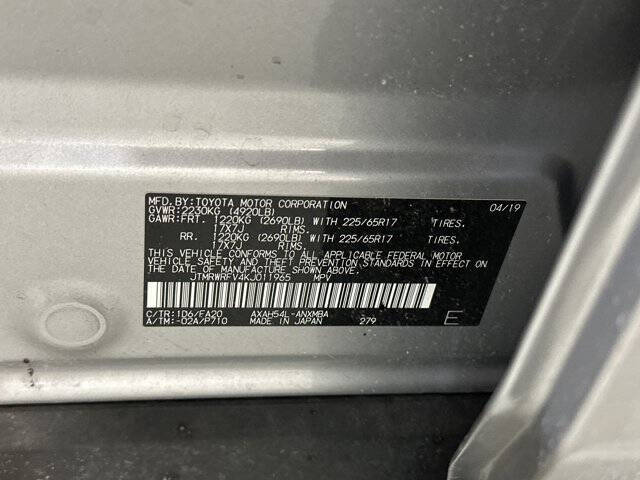 MFD.BY:TOYOTA MOTOR CORPORATION 04/19
GVWR:2230KG (4920LB)
GAWR:FRT. 1220KG (2690LB) WITH 225/65R17 TIRES.
17X7J RIMS.
RR. 1220KG (2690LB) WITH 225/65R17 TIRES.
17X7J RIMS.
THIS VEHICLE CONFORMS TO ALL APPLICABLE FEDERAL MOTOR
VEHICLE SAFETY, BUMPER, AND THEFT PREVENTION STANDARDS IN EFFECT
ON THE DATE OF MANUFACTURE SHOWN ABOVE.
JTMRWRFV4KJ011965 MPV
C/TR:1D6/FA20 AXAH54L-ANXMBA
A/TM:-02A/P710 MADE IN JAPAN 279 E